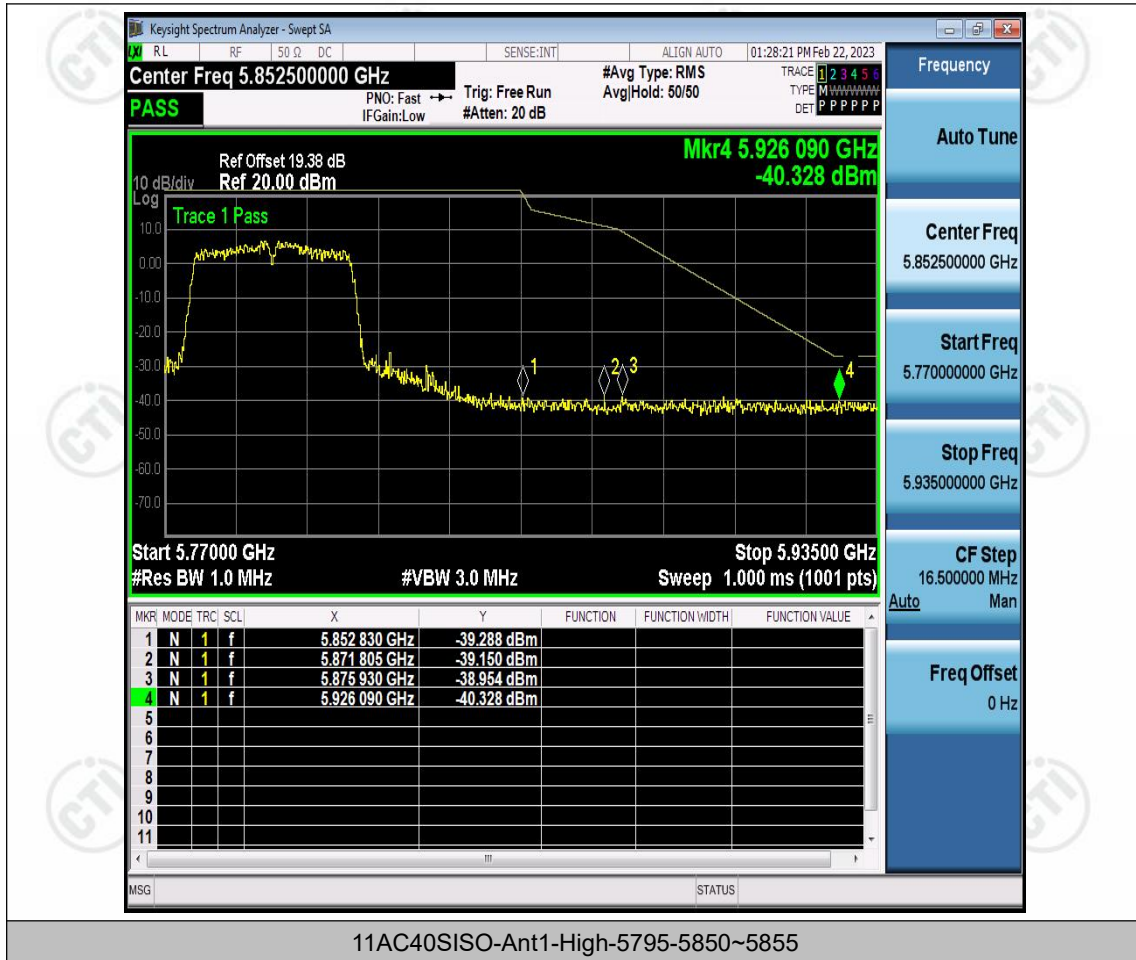 Keysight Spectrum Analyzer - Swept SA
LXI RL RF 50 Ω DC SENSE:INT ALIGN AUTO 01:28:21 PM Feb 22, 2023
Center Freq 5.852500000 GHz
#Avg Type: RMS
TRACE 1 2 3 4 5 6
PASS
PNO: Fast
Trig: Free Run
Avg|Hold: 50/50
TYPE M WWWWW
IFGain:Low
#Atten: 20 dB
DET P P P P P P
Frequency
Auto Tune
Center Freq
5.852500000 GHz
Start Freq
5.770000000 GHz
Stop Freq
5.935000000 GHz
CF Step
16.500000 MHz
Auto Man
Freq Offset
0 Hz
Mkr4 5.926 090 GHz
-40.328 dBm
Ref Offset 19.38 dB
10 dB/div Ref 20.00 dBm
Log
Trace 1 Pass
10.0
0.00
-10.0
-20.0
-30.0
-40.0
-50.0
-60.0
-70.0
1
2
3
4
Start 5.77000 GHz Stop 5.93500 GHz
#Res BW 1.0 MHz #VBW 3.0 MHz Sweep 1.000 ms (1001 pts)
MKR MODE TRC SCL X Y FUNCTION FUNCTION WIDTH FUNCTION VALUE
1 N 1 f 5.852 830 GHz -39.288 dBm
2 N 1 f 5.871 805 GHz -39.150 dBm
3 N 1 f 5.875 930 GHz -38.954 dBm
4 N 1 f 5.926 090 GHz -40.328 dBm
5
6
7
8
9
10
11
MSG STATUS
11AC40SISO-Ant1-High-5795-5850~5855
CTI
CTI
CTI
CTI
CTI
CTI